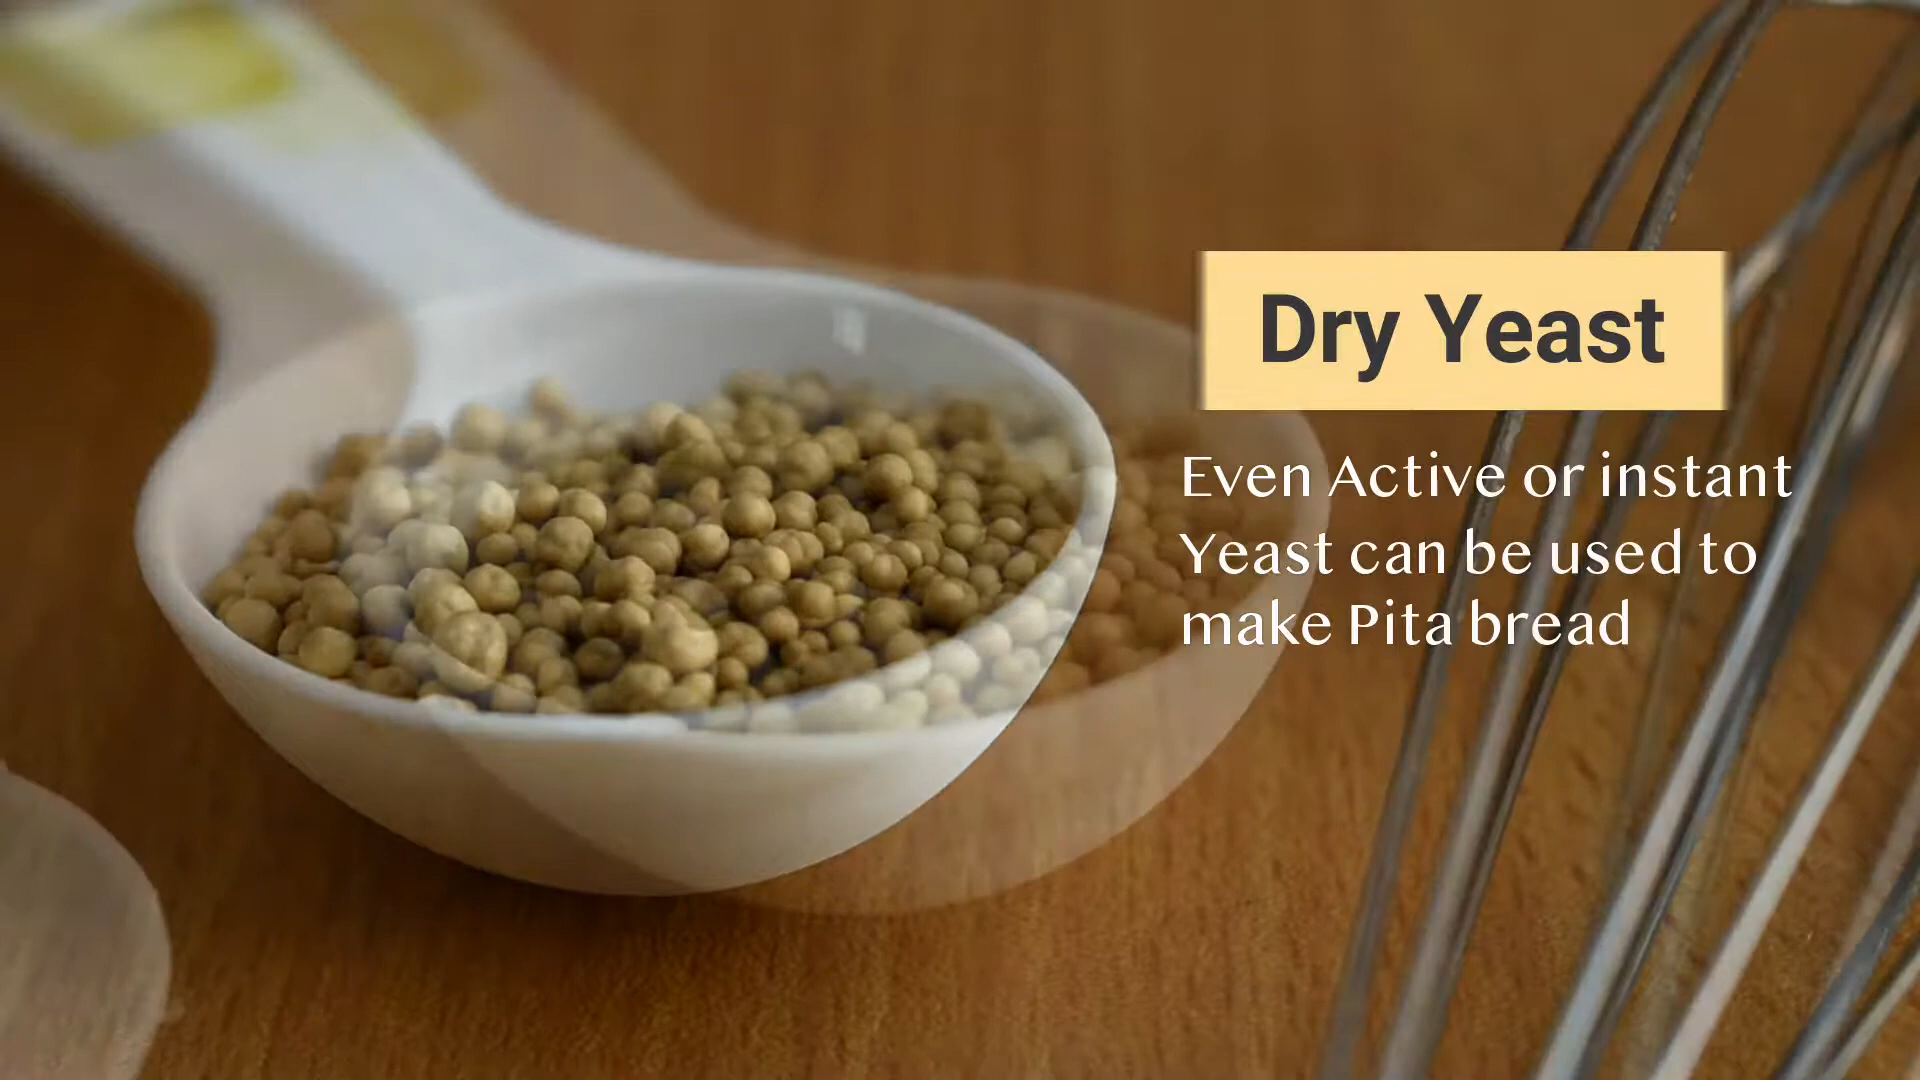 Dry Yeast
Even Active or instant
Yeast can be used to
make Pita bread